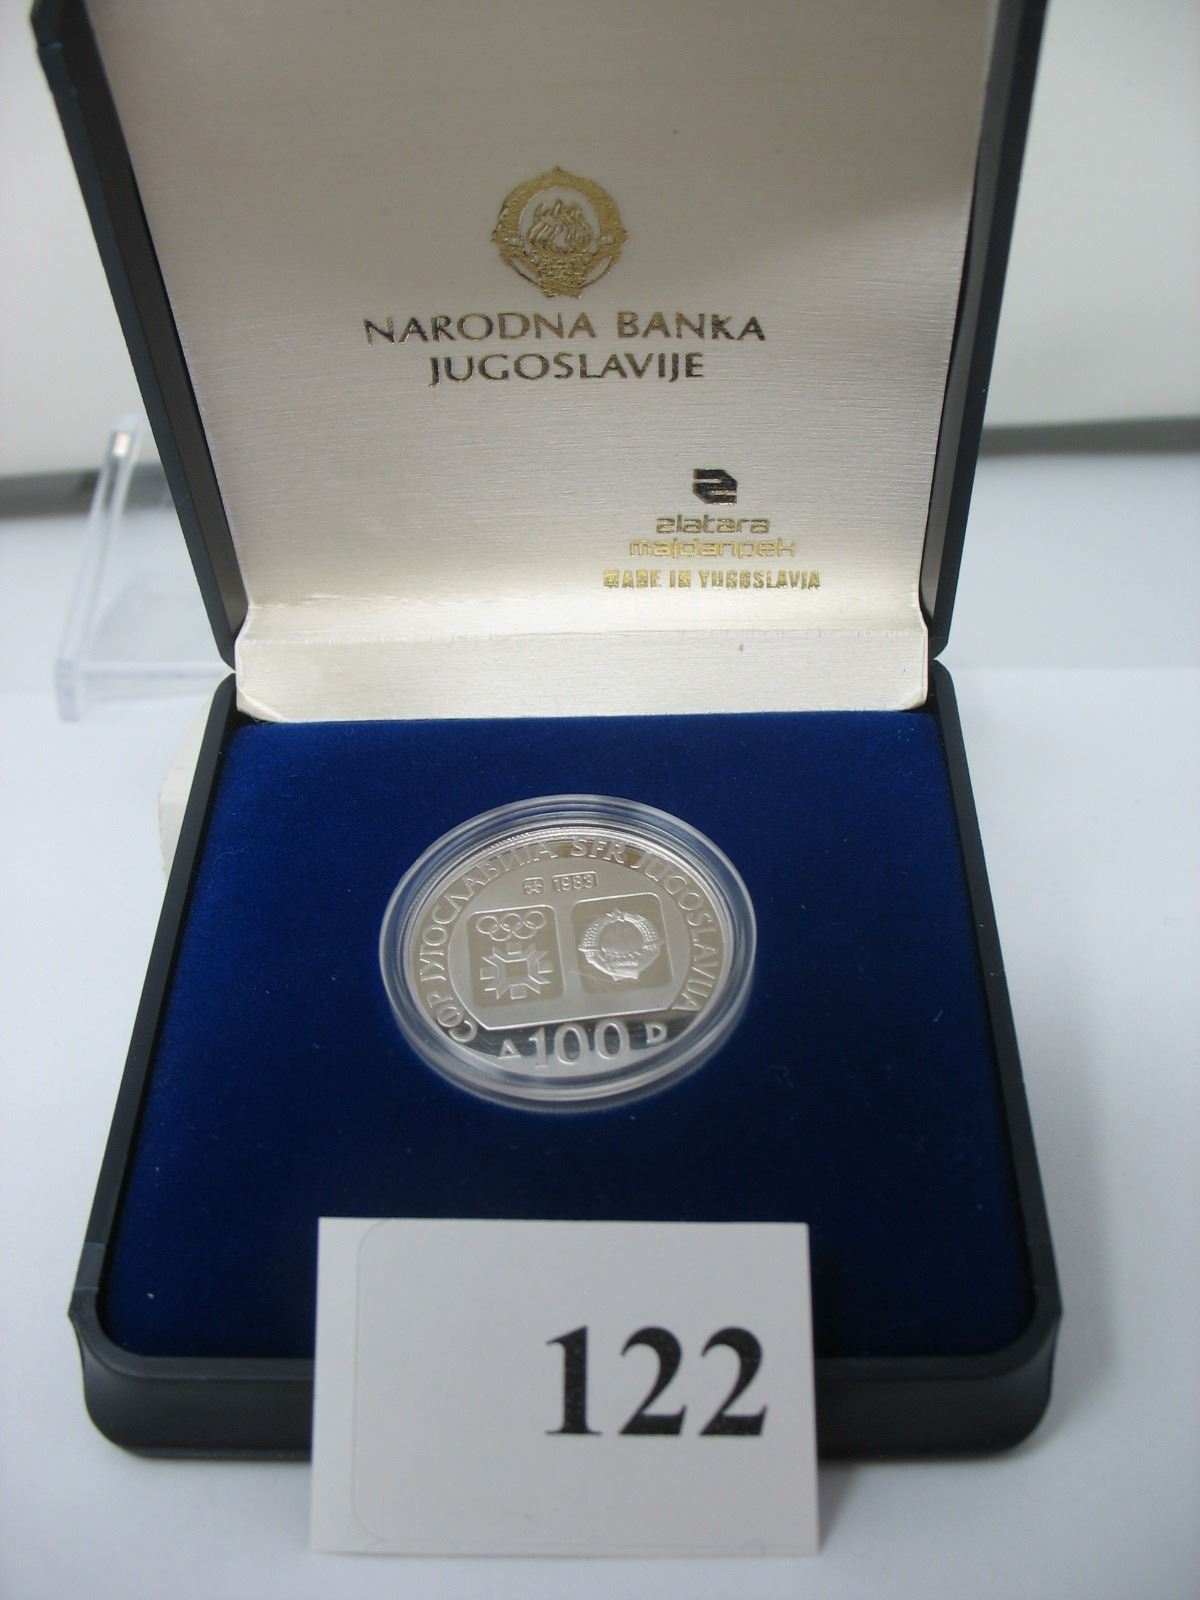 NARODNA BANKA
JUGOSLAVIJE
zlatara
majdanpek
MADE IN YUGOSLAVIA
СФР ЈУГОСЛАВИЈА SFR JUGOSLAVIJA
1983
Д 100 D
122